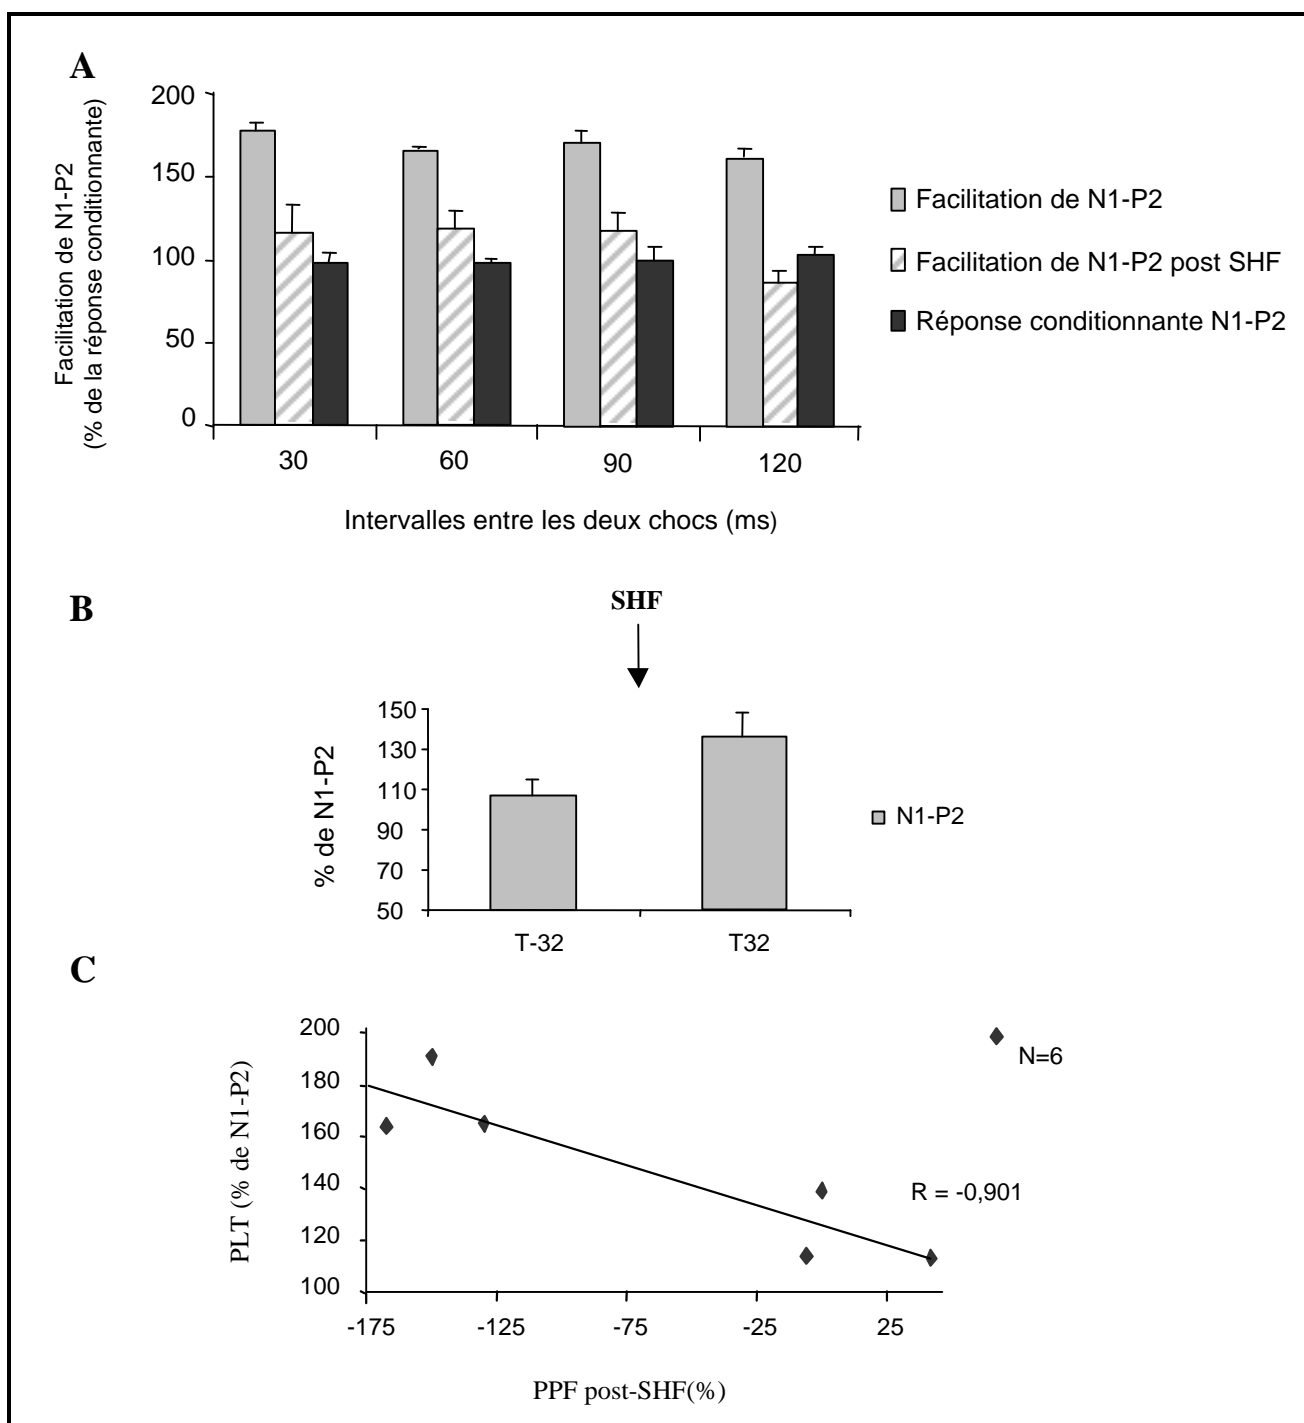 A
Facilitation de N1-P2
(% de la réponse conditionnante)
200
150
100
50
0
30 60 90 120
Intervalles entre les deux chocs (ms)
Facilitation de N1-P2
Facilitation de N1-P2 post SHF
Réponse conditionnante N1-P2
B
SHF
% de N1-P2
150
130
110
90
70
50
T-32 T32
N1-P2
C
PLT (% de N1-P2)
200
180
160
140
120
100
-175 -125 -75 -25 25
N=6
R = -0,901
PPF post-SHF(%)